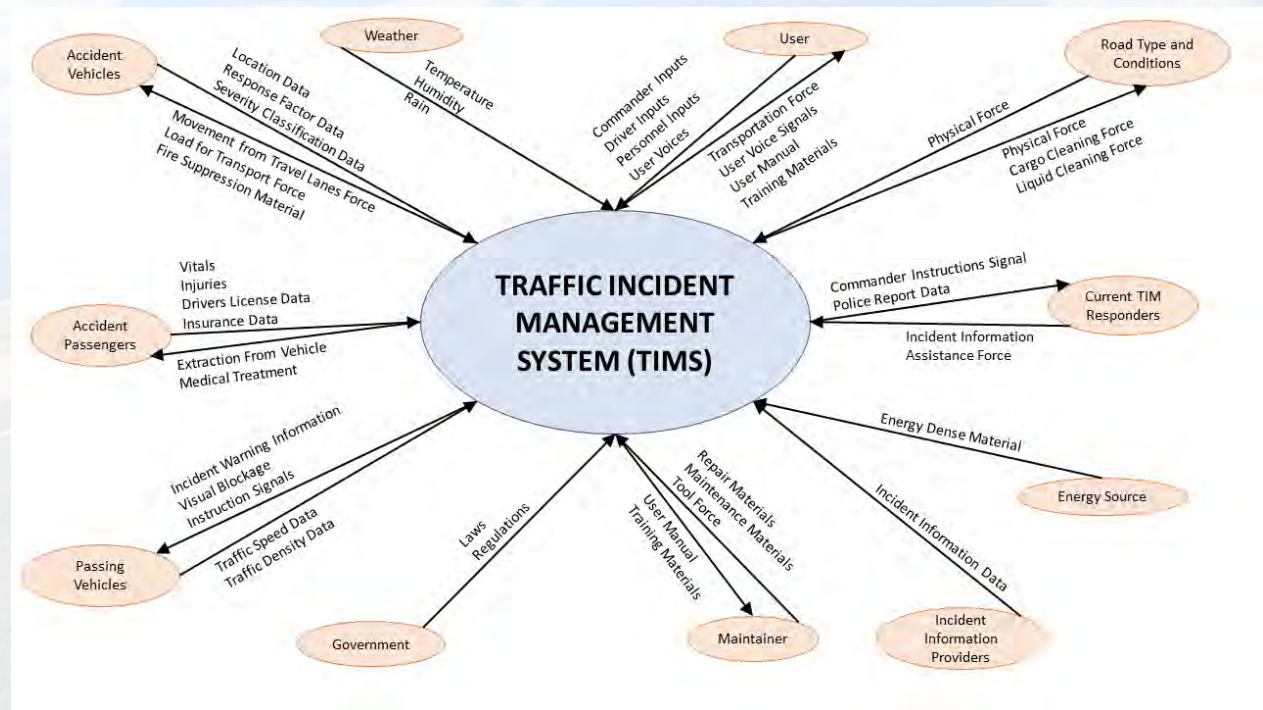 Accident
Vehicles
Weather
User
Road Type and
Conditions
Location Data
Response Factor Data
Severity Classification Data
Movement from Travel Lanes Force
Load for Transport Force
Fire Suppression Material
Temperature
Humidity
Rain
Commander Inputs
Driver Inputs
Personnel Inputs
User Voices
Transportation Force
User Voice Signals
User Manual
Training Materials
Physical Force
Physical Force
Cargo Cleaning Force
Liquid Cleaning Force
TRAFFIC INCIDENT
MANAGEMENT
SYSTEM (TIMS)
Vitals
Injuries
Drivers License Data
Insurance Data
Accident
Passengers
Extraction From Vehicle
Medical Treatment
Commander Instructions Signal
Police Report Data
Current TIM
Responders
Incident Information
Assistance Force
Incident Warning Information
Visual Blockage
Instruction Signals
Traffic Speed Data
Traffic Density Data
Passing
Vehicles
Laws
Regulations
Government
Repair Materials
Maintenance Materials
Tool Force
User Manual
Training Materials
Maintainer
Energy Dense Material
Energy Source
Incident Information Data
Incident
Information
Providers